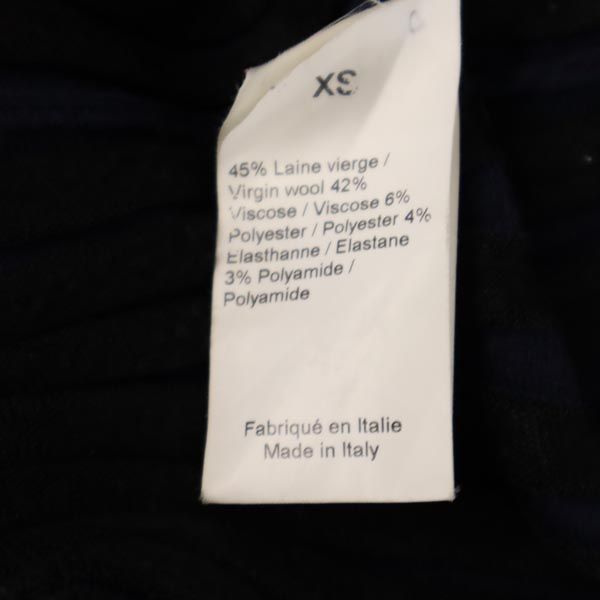 XS
45% Laine vierge /
Virgin wool 42%
Viscose / Viscose 6%
Polyester / Polyester 4%
Elasthanne / Elastane
3% Polyamide /
Polyamide
Fabriqué en Italie
Made in Italy